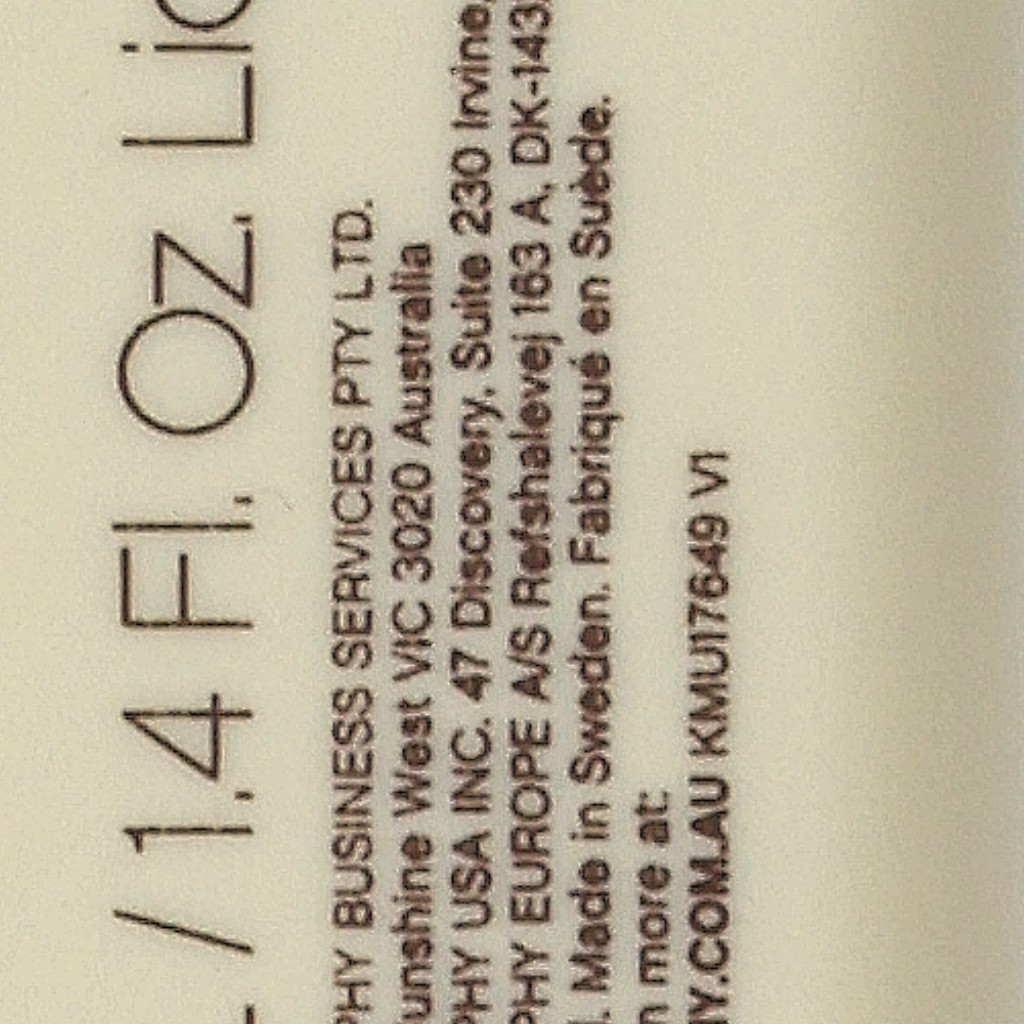 / 1.4 Fl. Oz. Liq
PHY BUSINESS SERVICES PTY LTD.
unshine West VIC 3020 Australia
PHY USA INC. 47 Discovery, Suite 230 Irvine,
PHY EUROPE A/S Refshalevej 163 A, DK-143
. Made in Sweden. Fabriqué en Suède.
n more at:
HY.COM.AU KMU17649 V1